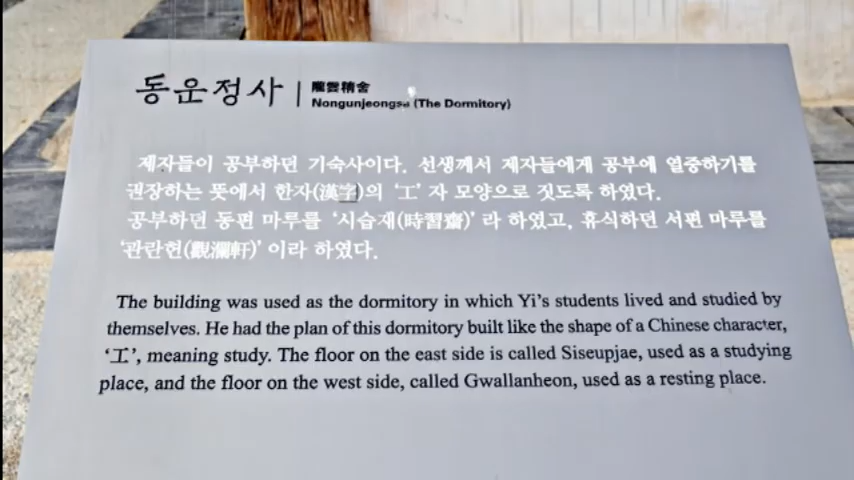 동운정사 | 隴雲精舍
Nongunjeongsa (The Dormitory)
제자들이 공부하던 기숙사이다. 선생께서 제자들에게 공부에 열중하기를
권장하는 뜻에서 한자(漢字)의 ‘工’ 자 모양으로 짓도록 하였다.
공부하던 동편 마루를 ‘시습재(時習齋)’ 라 하였고, 휴식하던 서편 마루를
‘관란헌(觀瀾軒)’ 이라 하였다.
The building was used as the dormitory in which Yi’s students lived and studied by
themselves. He had the plan of this dormitory built like the shape of a Chinese character,
‘工’, meaning study. The floor on the east side is called Siseupjae, used as a studying
place, and the floor on the west side, called Gwallanheon, used as a resting place.